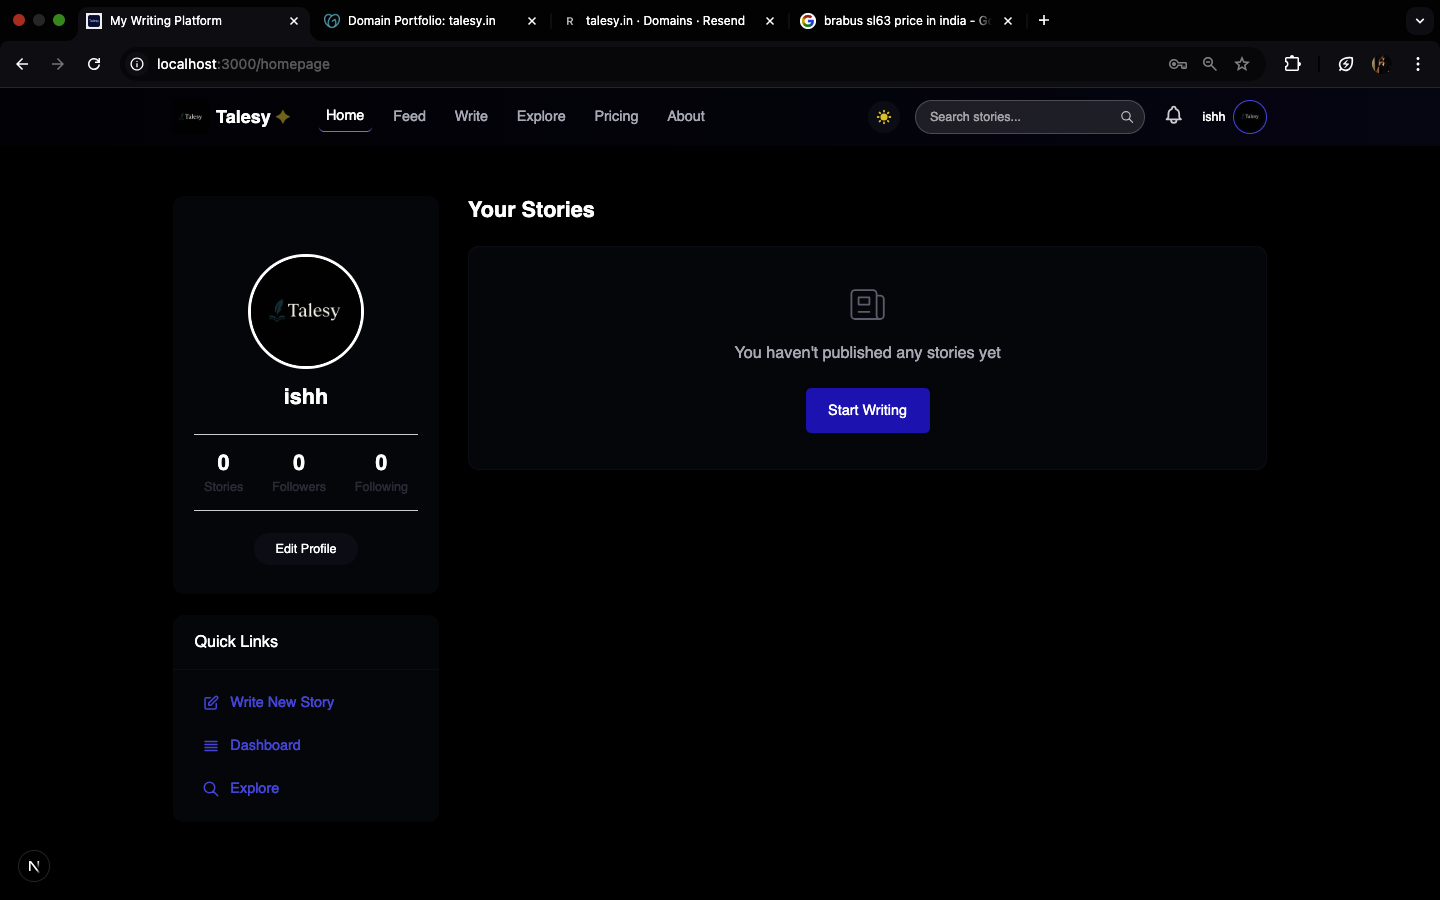 My Writing Platform
Domain Portfolio: talesy.in
R talesy.in · Domains · Resend
brabus sl63 price in india - G
localhost:3000/homepage
Talesy Talesy Home Feed Write Explore Pricing About
Search stories...
ishh Talesy
Talesy
ishh
0 0 0
Stories Followers Following
Edit Profile
Quick Links
Write New Story
Dashboard
Explore
Your Stories
You haven't published any stories yet
Start Writing
N